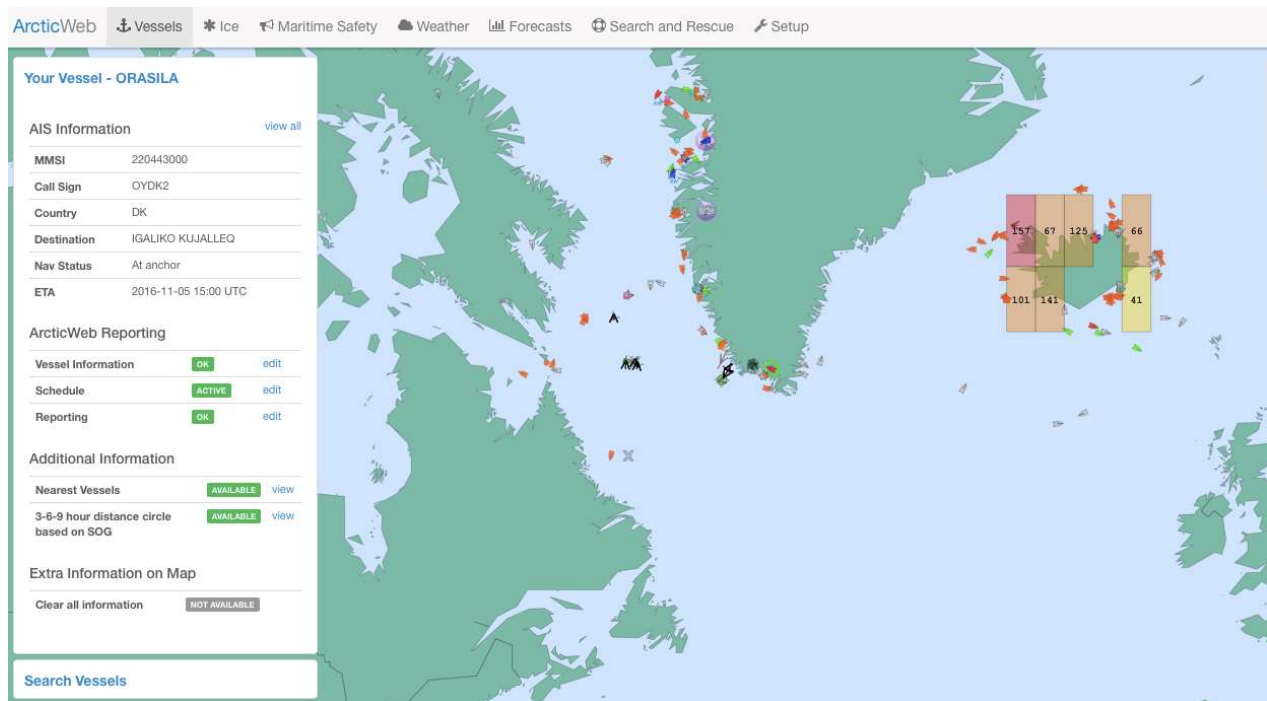 ArcticWeb Vessels Ice Maritime Safety Weather Forecasts Search and Rescue Setup
Your Vessel - ORASILA
AIS Information view all
MMSI 220443000
Call Sign OYDK2
Country DK
Destination IGALIKO KUJALLEQ
Nav Status At anchor
ETA 2016-11-05 15:00 UTC
ArcticWeb Reporting
Vessel Information OK edit
Schedule ACTIVE edit
Reporting OK edit
Additional Information
Nearest Vessels AVAILABLE view
3-6-9 hour distance circle AVAILABLE view
based on SOG
Extra Information on Map
Clear all information NOT AVAILABLE
Search Vessels
157 67 125 66
101 141 41